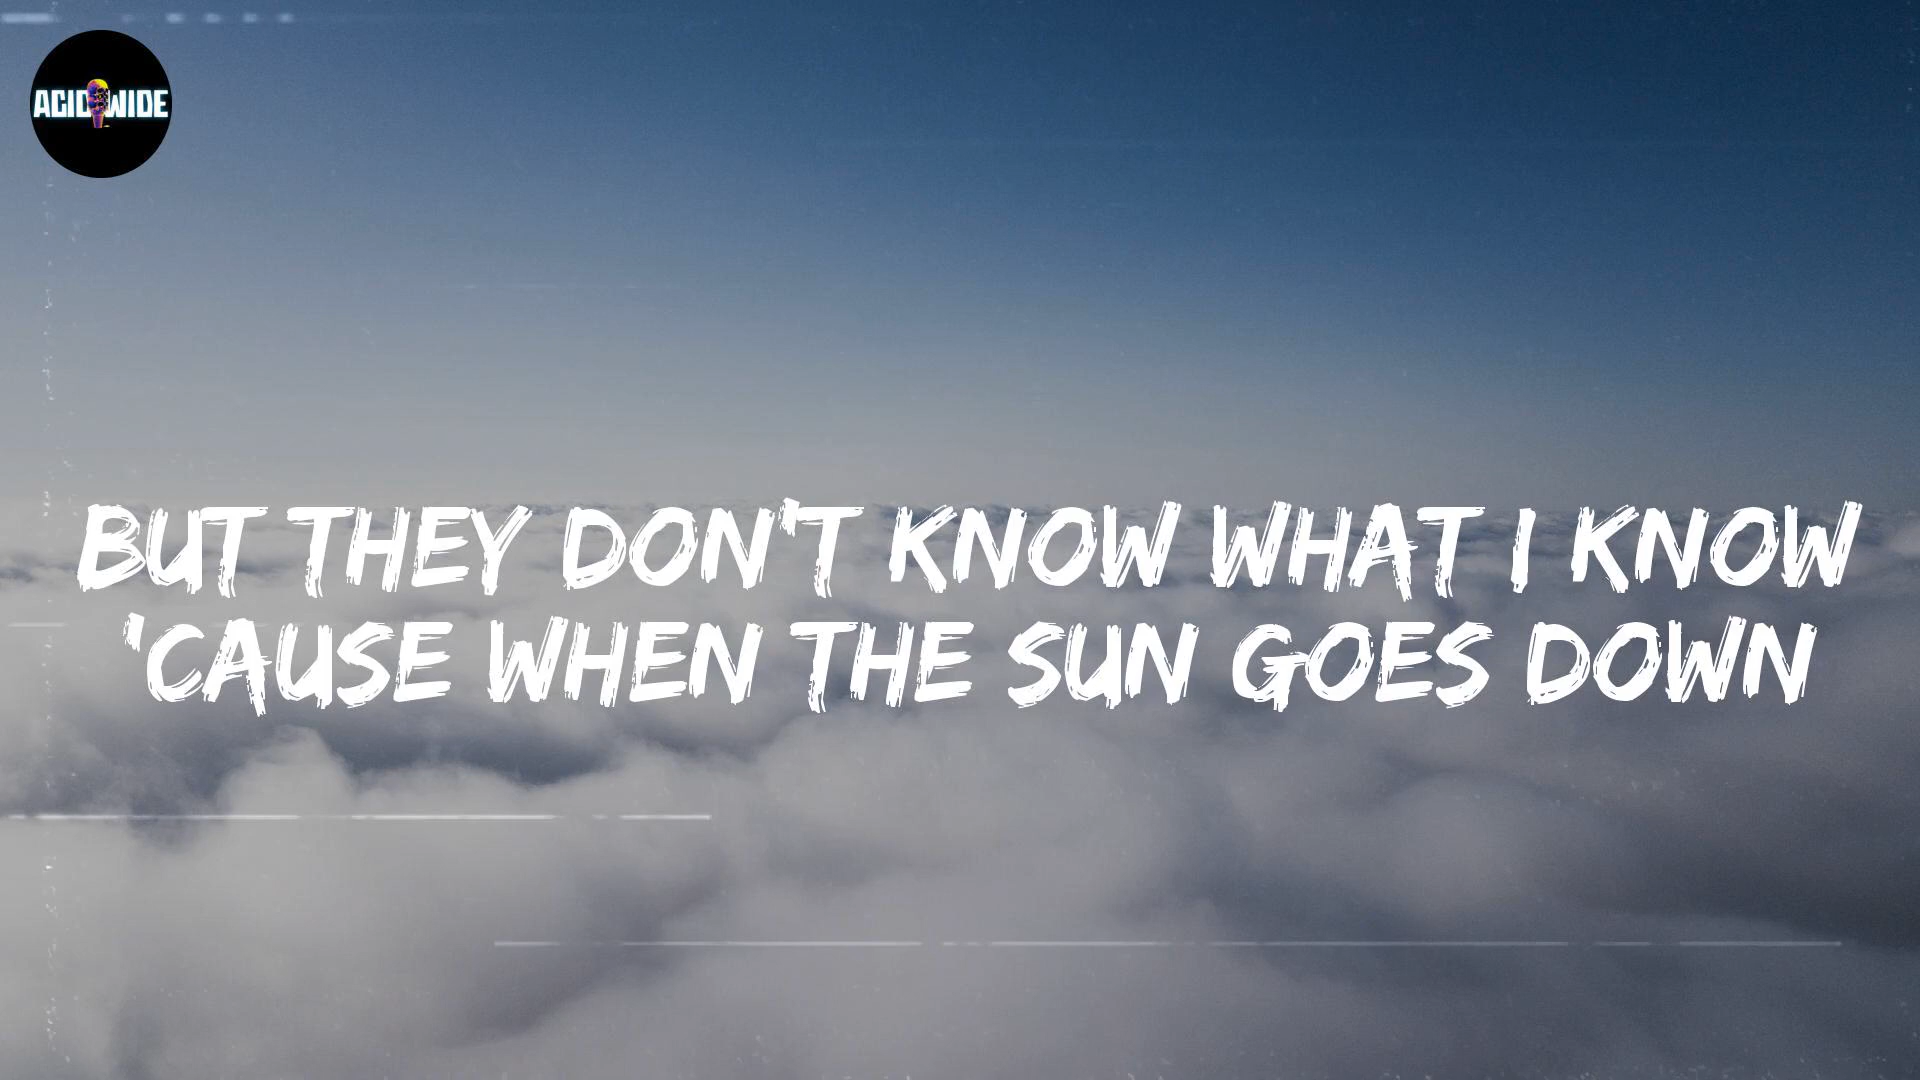 ACID WIDE
BUT THEY DON'T KNOW WHAT I KNOW
'CAUSE WHEN THE SUN GOES DOWN